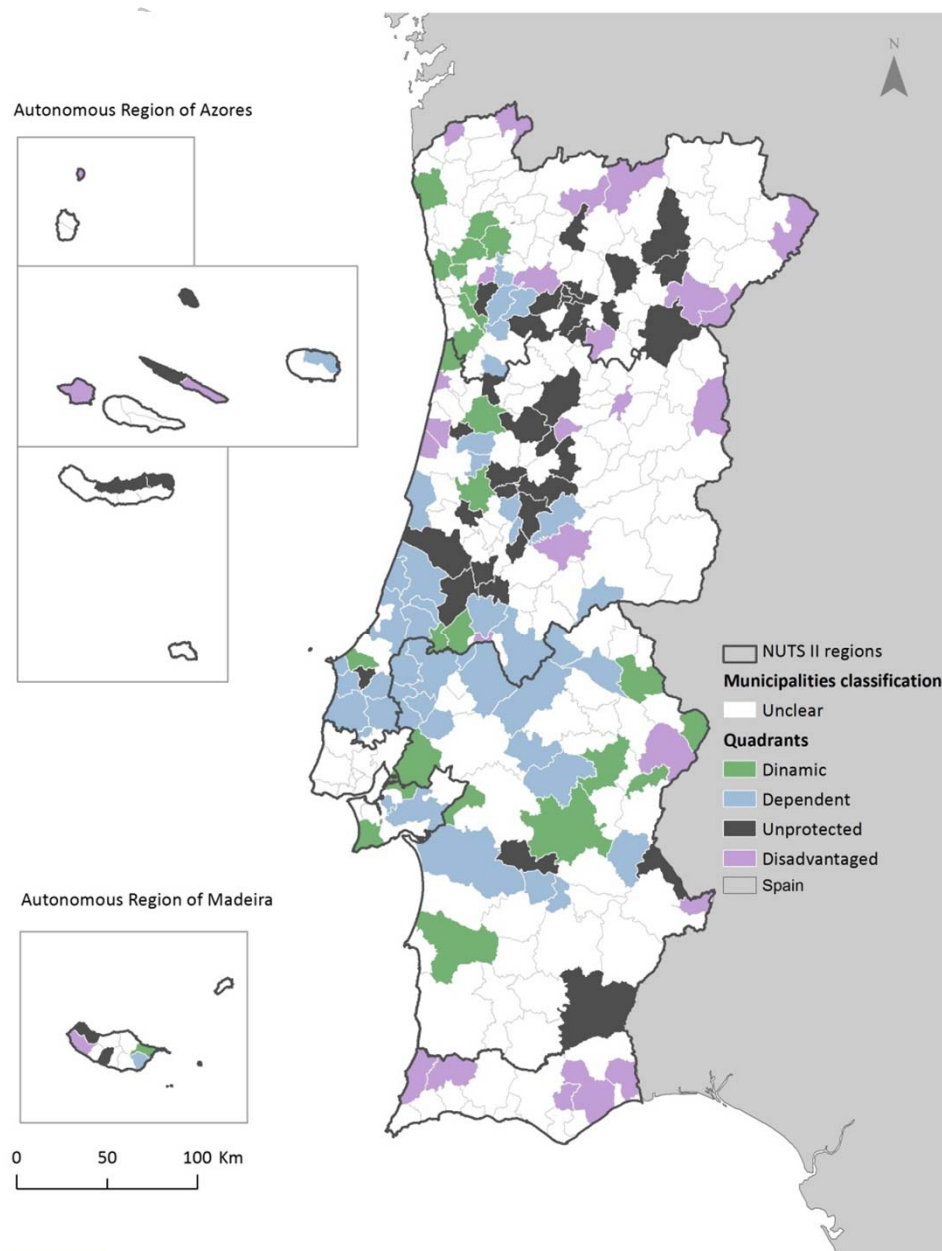 N
Autonomous Region of Azores
NUTS II regions
Municipalities classification
Unclear
Quadrants
Dinamic
Dependent
Unprotected
Disadvantaged
Spain
Autonomous Region of Madeira
0 50 100 Km